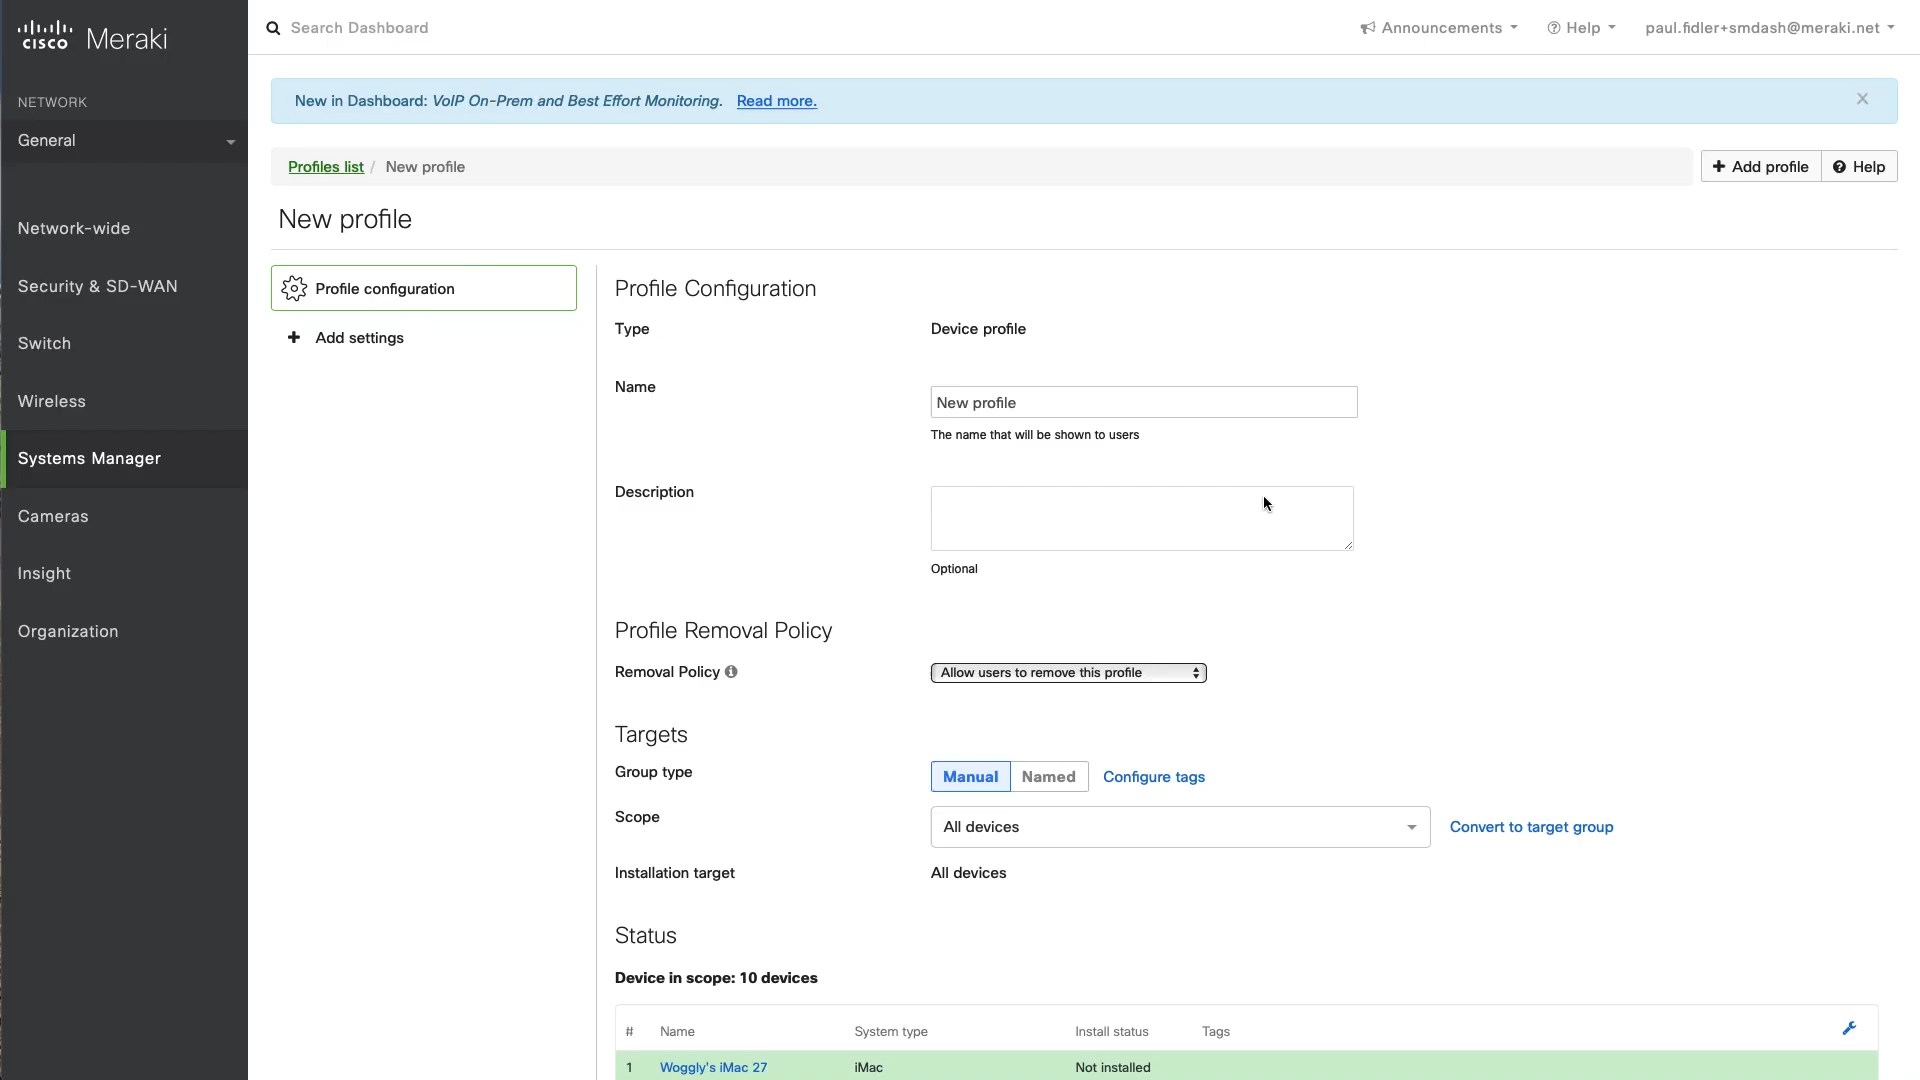 CISCO Meraki
NETWORK
General
Network-wide
Security & SD-WAN
Switch
Wireless
Systems Manager
Cameras
Insight
Organization
Search Dashboard
Announcements
Help
paul.fidler+smdash@meraki.net
New in Dashboard: VoIP On-Prem and Best Effort Monitoring. Read more.
×
Profiles list / New profile
+ Add profile
Help
New profile
Profile configuration
+ Add settings
Profile Configuration
Type
Device profile
Name
New profile
The name that will be shown to users
Description
Optional
Profile Removal Policy
Removal Policy
Allow users to remove this profile
Targets
Group type
Manual
Named
Configure tags
Scope
All devices
Convert to target group
Installation target
All devices
Status
Device in scope: 10 devices
# Name System type Install status Tags
1 Woggly's iMac 27 iMac Not installed